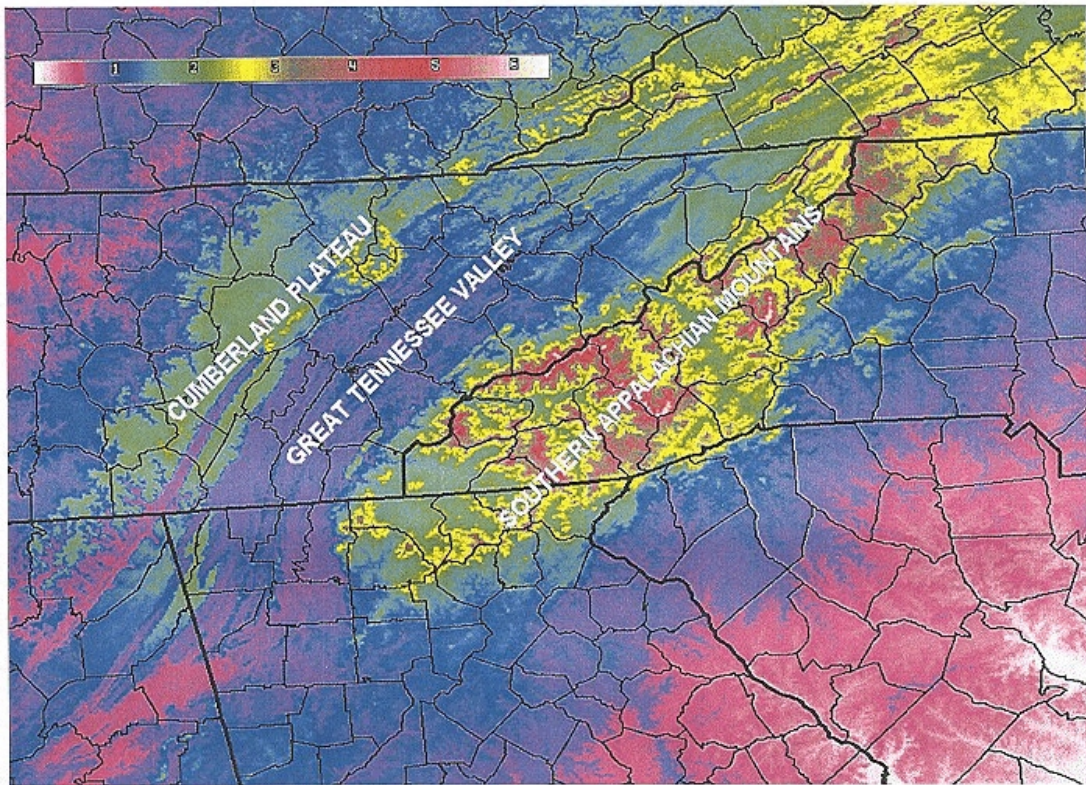 1 2 3 4 5 6
CUMBERLAND PLATEAU
GREAT TENNESSEE VALLEY
SOUTHERN APPALACHIAN MOUNTAINS